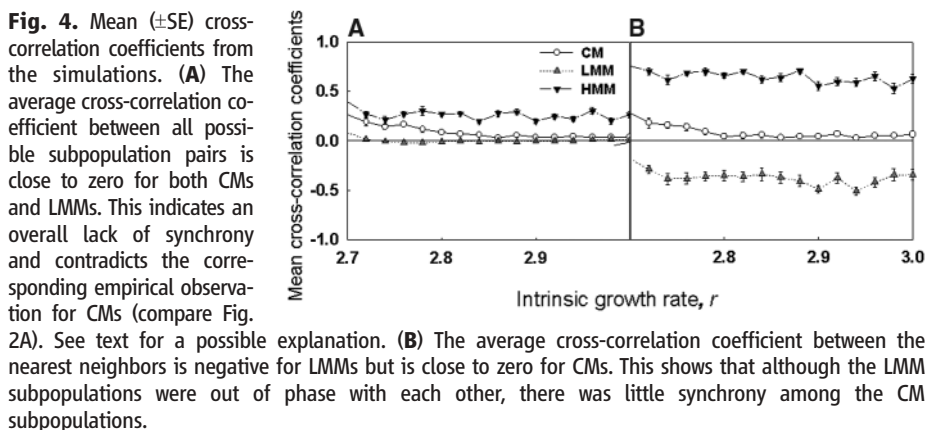 Fig. 4. Mean (±SE) cross-
correlation coefficients from
the simulations. (A) The
average cross-correlation co-
efficient between all possi-
ble subpopulation pairs is
close to zero for both CMs
and LMMs. This indicates an
overall lack of synchrony
and contradicts the corre-
sponding empirical observa-
tion for CMs (compare Fig.
2A). See text for a possible explanation. (B) The average cross-correlation coefficient between the
nearest neighbors is negative for LMMs but is close to zero for CMs. This shows that although the LMM
subpopulations were out of phase with each other, there was little synchrony among the CM
subpopulations.
A
B
Mean cross-correlation coefficients
1.0
0.5
0.0
-0.5
-1.0
CM
LMM
HMM
2.7
2.8
2.9
2.8
2.9
3.0
Intrinsic growth rate, r